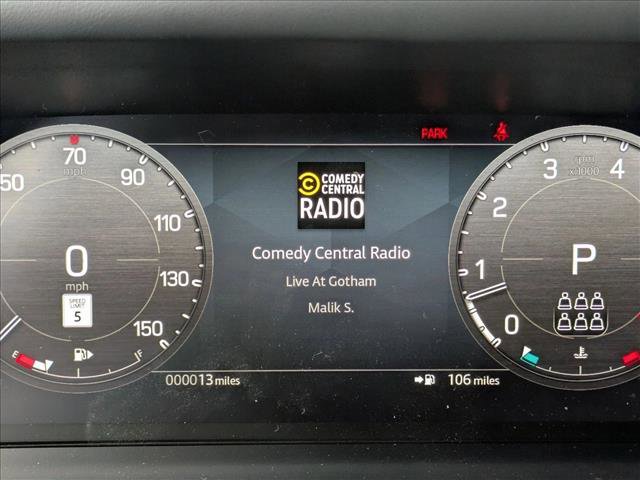 PARK
50
70
mph
90
110
130
150
0
mph
SPEED
LIMIT
5
E
F
COMEDY
CENTRAL
RADIO
Comedy Central Radio
Live At Gotham
Malik S.
000013 miles
106 miles
rpm
x1000
0
1
2
3
4
P